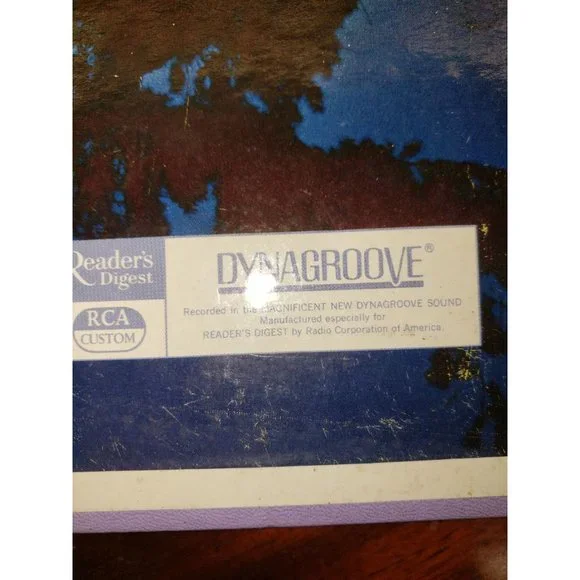 Reader's
Digest
RCA
CUSTOM
DYNAGROOVE®
Recorded in the MAGNIFICENT NEW DYNAGROOVE SOUND
Manufactured especially for
READER'S DIGEST by Radio Corporation of America.